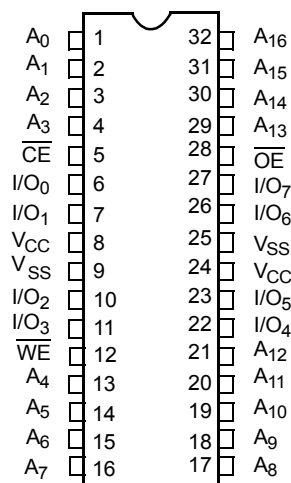 A0 1 32 A16
A1 2 31 A15
A2 3 30 A14
A3 4 29 A13
C̅E̅ 5 28 O̅E̅
I/O0 6 27 I/O7
I/O1 7 26 I/O6
VCC 8 25 VSS
VSS 9 24 VCC
I/O2 10 23 I/O5
I/O3 11 22 I/O4
W̅E̅ 12 21 A12
A4 13 20 A11
A5 14 19 A10
A6 15 18 A9
A7 16 17 A8